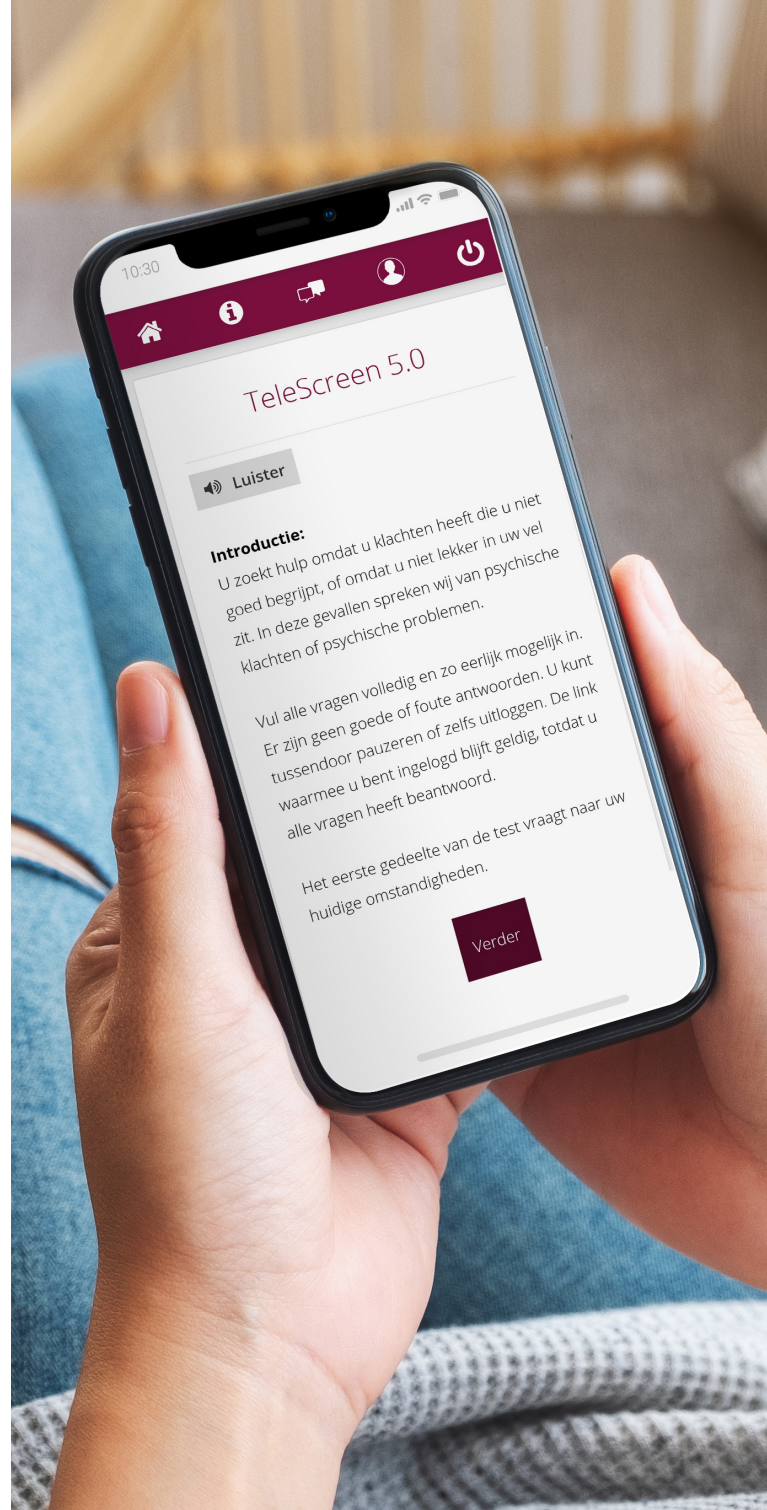 10:30
TeleScreen 5.0
Luister
Introductie:
U zoekt hulp omdat u klachten heeft die u niet
goed begrijpt, of omdat u niet lekker in uw vel
zit. In deze gevallen spreken wij van psychische
klachten of psychische problemen.
Vul alle vragen volledig en zo eerlijk mogelijk in.
Er zijn geen goede of foute antwoorden. U kunt
tussendoor pauzeren of zelfs uitloggen. De link
waarmee u bent ingelogd blijft geldig, totdat u
alle vragen heeft beantwoord.
Het eerste gedeelte van de test vraagt naar uw
huidige omstandigheden.
Verder